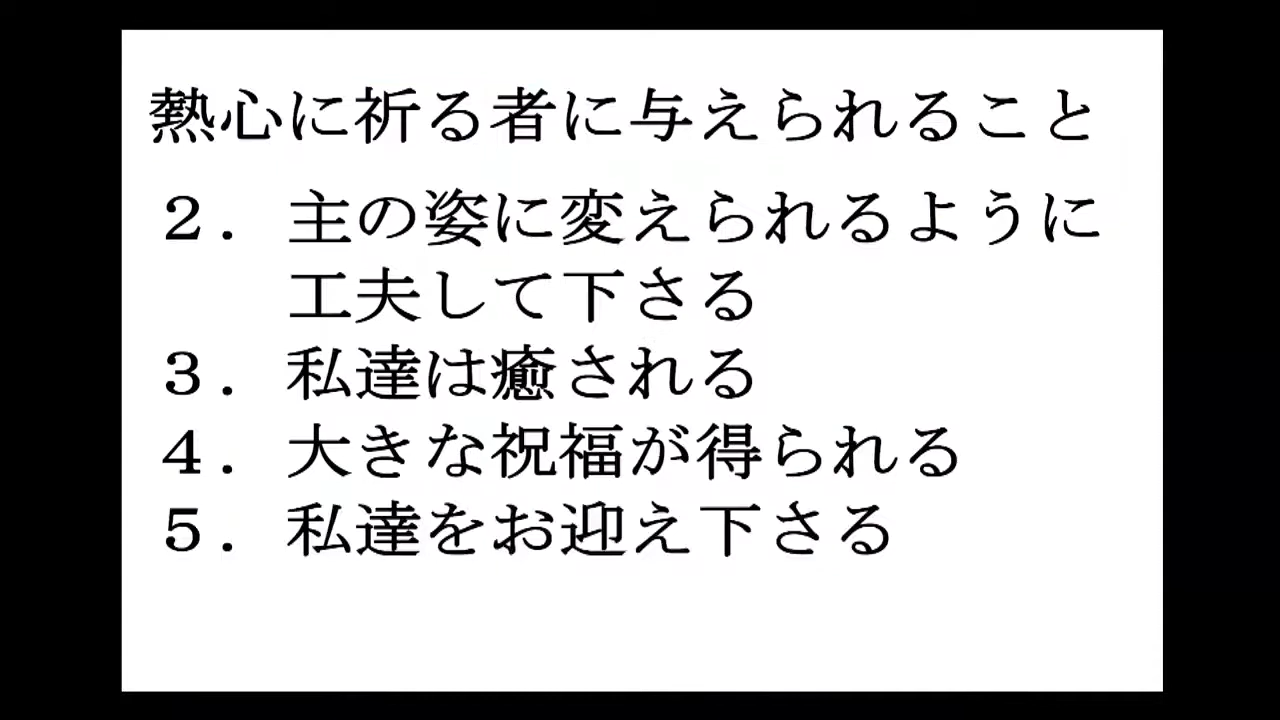 熱心に祈る者に与えられること
２．主の姿に変えられるように
工夫して下さる
３．私達は癒される
４．大きな祝福が得られる
５．私達をお迎え下さる